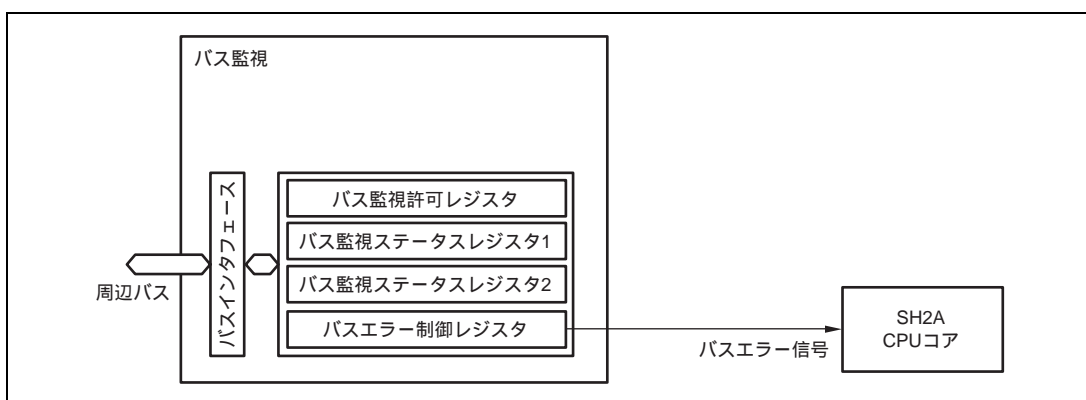 バス監視
バスインタフェース
バス監視許可レジスタ
バス監視ステータスレジスタ1
バス監視ステータスレジスタ2
バスエラー制御レジスタ
周辺バス
バスエラー信号
SH2A
CPUコア